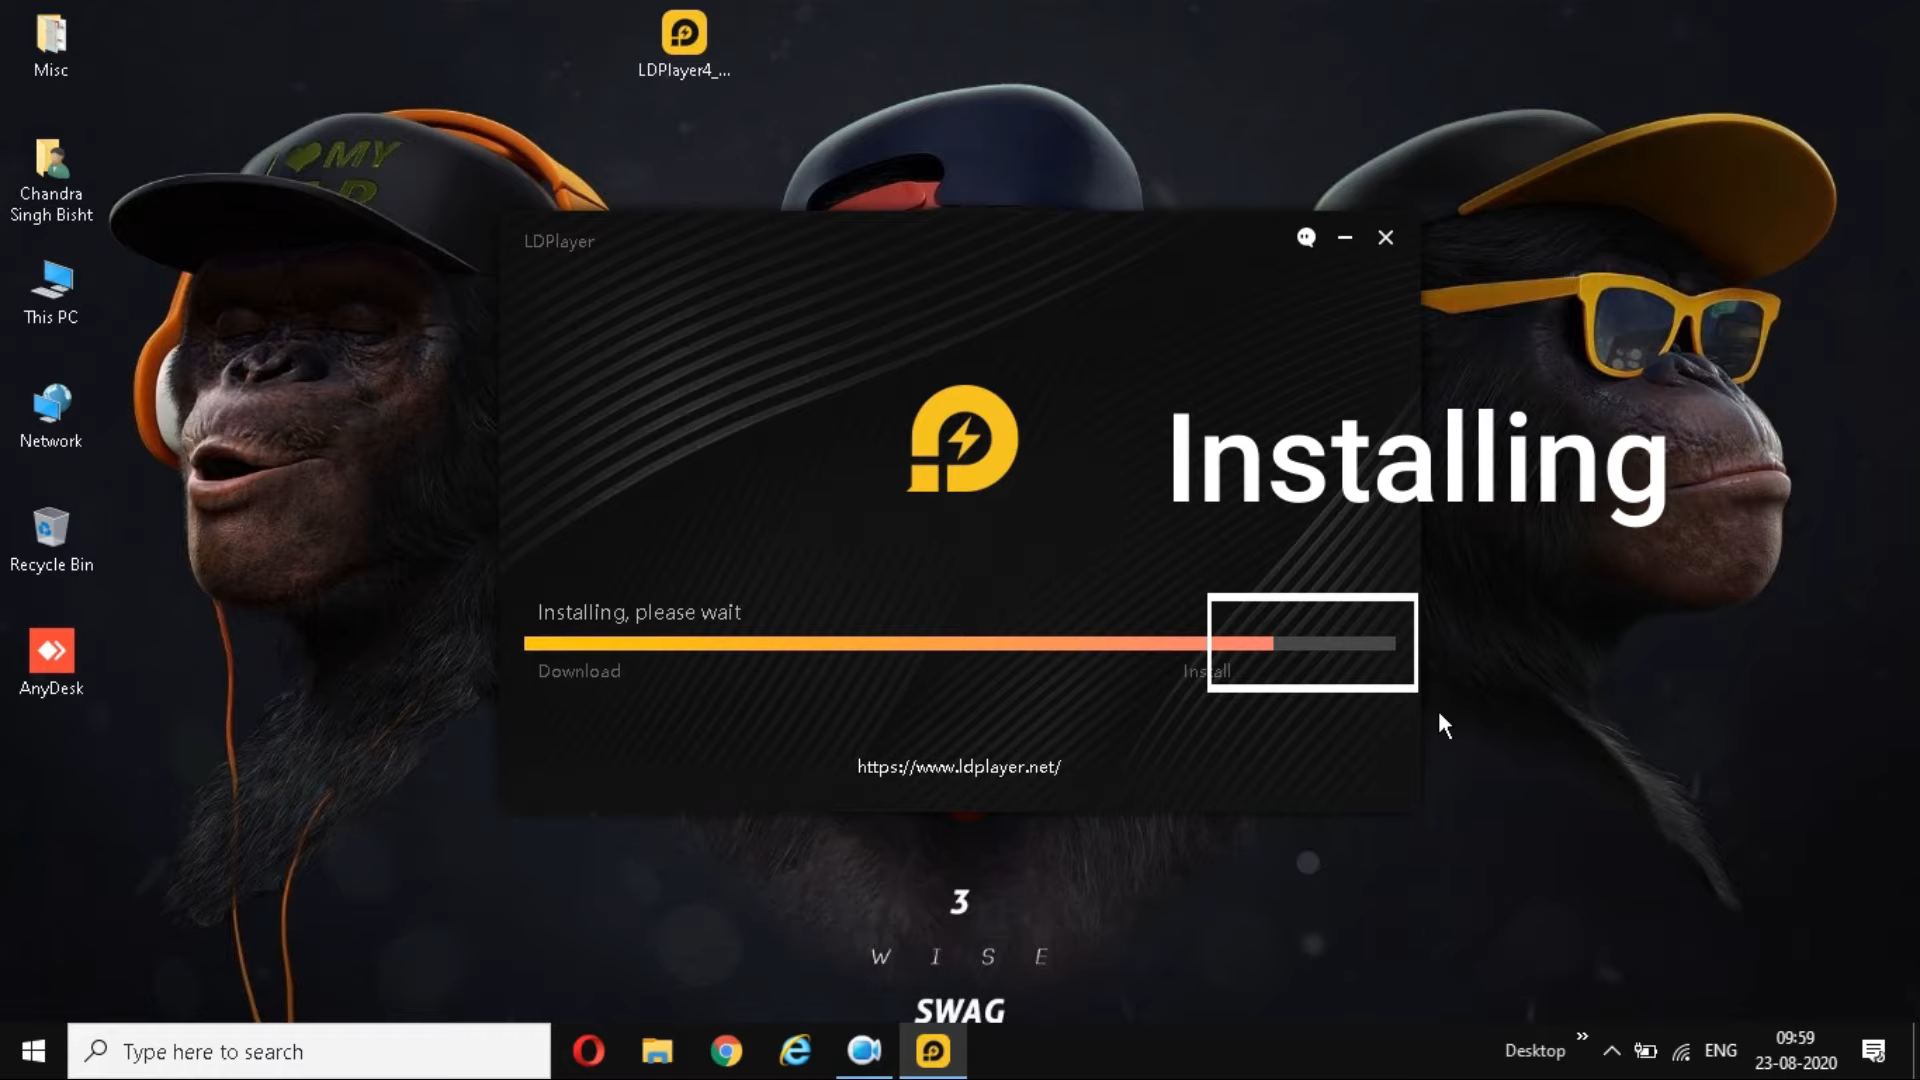 Misc
LDPlayer4_...
I MY
Chandra
Singh Bisht
LDPlayer
This PC
Network
Installing
Recycle Bin
Installing, please wait
Download
Install
AnyDesk
https://www.ldplayer.net/
3
W I S E
SWAG
Type here to search
Desktop
ENG
09:59
23-08-2020